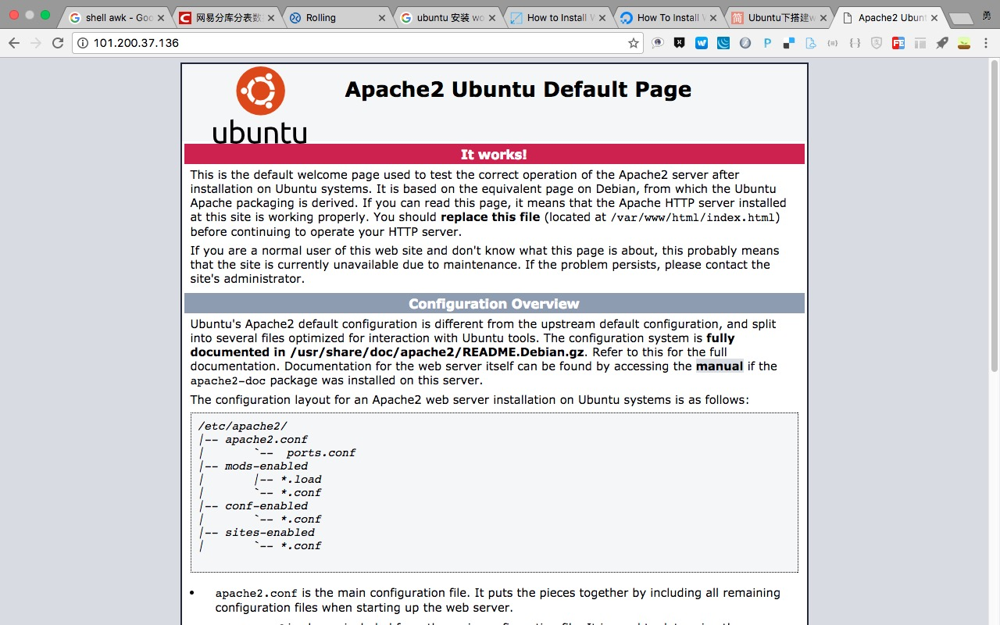 shell awk - Goo
网易分库分表数
Rolling
ubuntu 安装 wo
How to Install W
How To Install W
Ubuntu下搭建w
Apache2 Ubunt
勇
101.200.37.136
ubuntu
Apache2 Ubuntu Default Page
It works!
This is the default welcome page used to test the correct operation of the Apache2 server after
installation on Ubuntu systems. It is based on the equivalent page on Debian, from which the Ubuntu
Apache packaging is derived. If you can read this page, it means that the Apache HTTP server installed
at this site is working properly. You should replace this file (located at /var/www/html/index.html)
before continuing to operate your HTTP server.
If you are a normal user of this web site and don't know what this page is about, this probably means
that the site is currently unavailable due to maintenance. If the problem persists, please contact the
site's administrator.
Configuration Overview
Ubuntu's Apache2 default configuration is different from the upstream default configuration, and split
into several files optimized for interaction with Ubuntu tools. The configuration system is fully
documented in /usr/share/doc/apache2/README.Debian.gz. Refer to this for the full
documentation. Documentation for the web server itself can be found by accessing the manual if the
apache2-doc package was installed on this server.
The configuration layout for an Apache2 web server installation on Ubuntu systems is as follows:
/etc/apache2/
|-- apache2.conf
|       `--  ports.conf
|-- mods-enabled
|       |-- *.load
|       `-- *.conf
|-- conf-enabled
|       `-- *.conf
|-- sites-enabled
|       `-- *.conf
• apache2.conf is the main configuration file. It puts the pieces together by including all remaining
configuration files when starting up the web server.